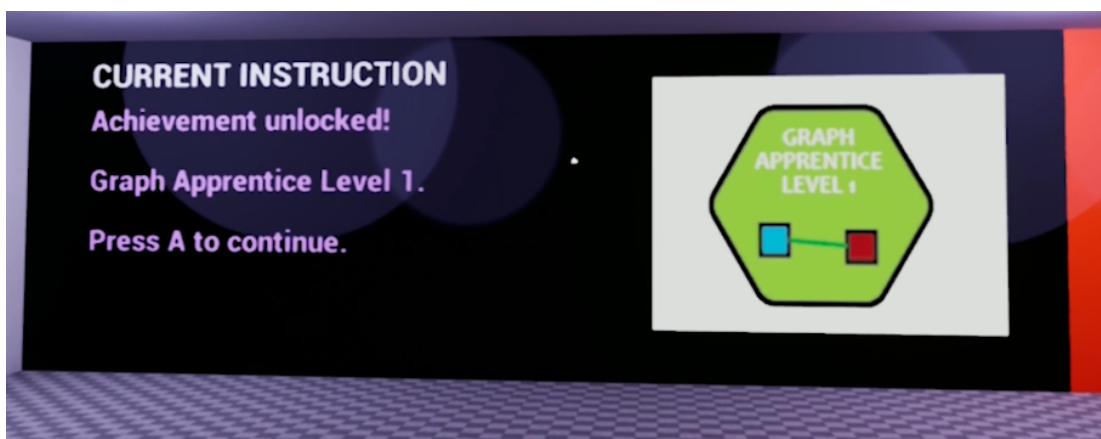 CURRENT INSTRUCTION
Achievement unlocked!
Graph Apprentice Level 1.
Press A to continue.
GRAPH
APPRENTICE
LEVEL 1